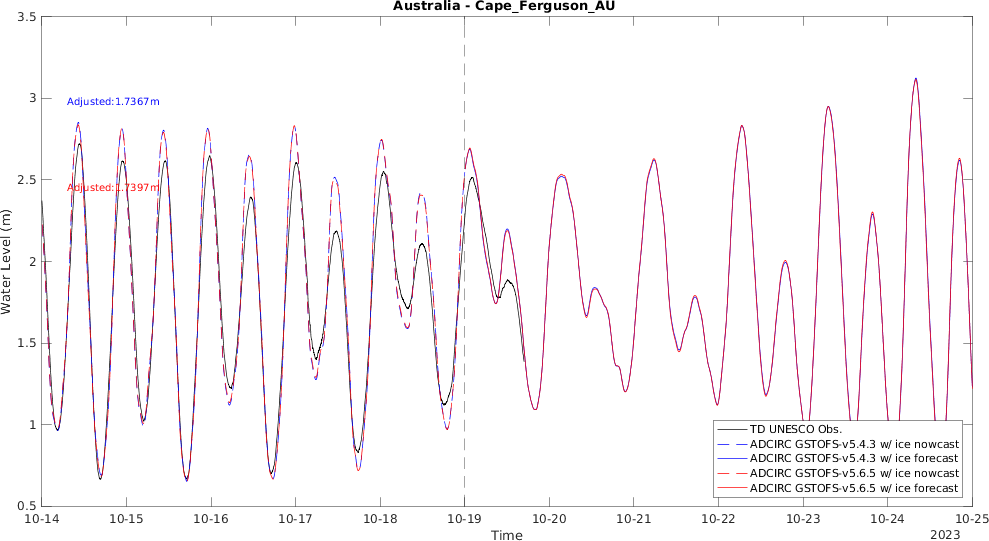 Australia - Cape_Ferguson_AU
3.5
3
2.5
2
1.5
1
0.5
Water Level (m)
Adjusted:1.7367m
Adjusted:1.7397m
TD UNESCO Obs.
ADCIRC GSTOFS-v5.4.3 w/ ice nowcast
ADCIRC GSTOFS-v5.4.3 w/ ice forecast
ADCIRC GSTOFS-v5.6.5 w/ ice nowcast
ADCIRC GSTOFS-v5.6.5 w/ ice forecast
10-14 10-15 10-16 10-17 10-18 10-19 10-20 10-21 10-22 10-23 10-24 10-25
Time
2023